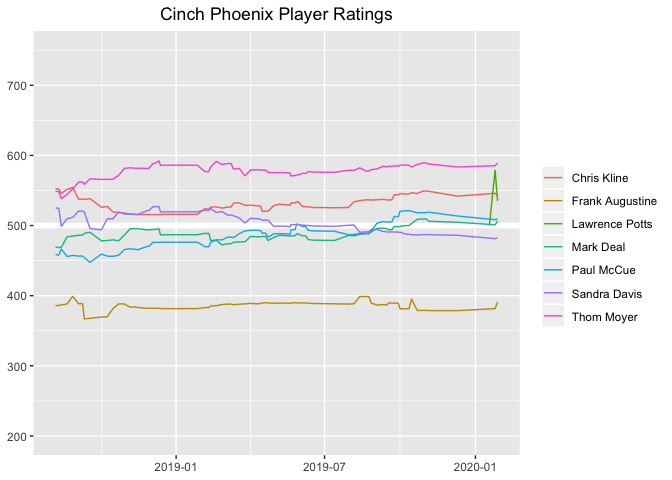 Cinch Phoenix Player Ratings
700
600
500
400
300
200
2019-01
2019-07
2020-01
Chris Kline
Frank Augustine
Lawrence Potts
Mark Deal
Paul McCue
Sandra Davis
Thom Moyer